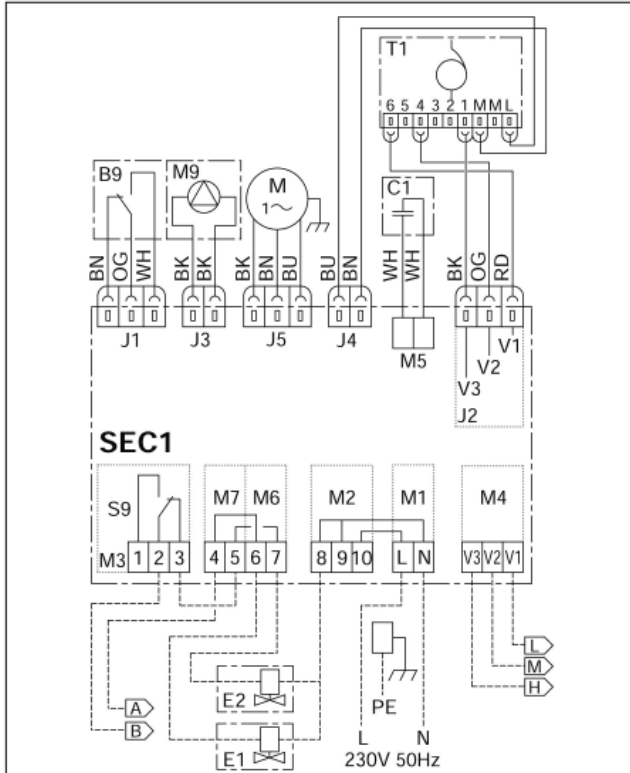 T1
6 5 4 3 2 1 M M L
B9
M9
M
1~
C1
BN OG WH
BK BK
BK BN BU
BU BN
WH WH
BK OG RD
J1
J3
J5
J4
M5
V1
V2
V3
J2
SEC1
S9
M7
M6
M2
M1
M4
M3
1 2 3
4 5 6 7
8 9 10
L N
V3 V2 V1
L
M
H
A
B
E2
E1
PE
L N
230V 50Hz